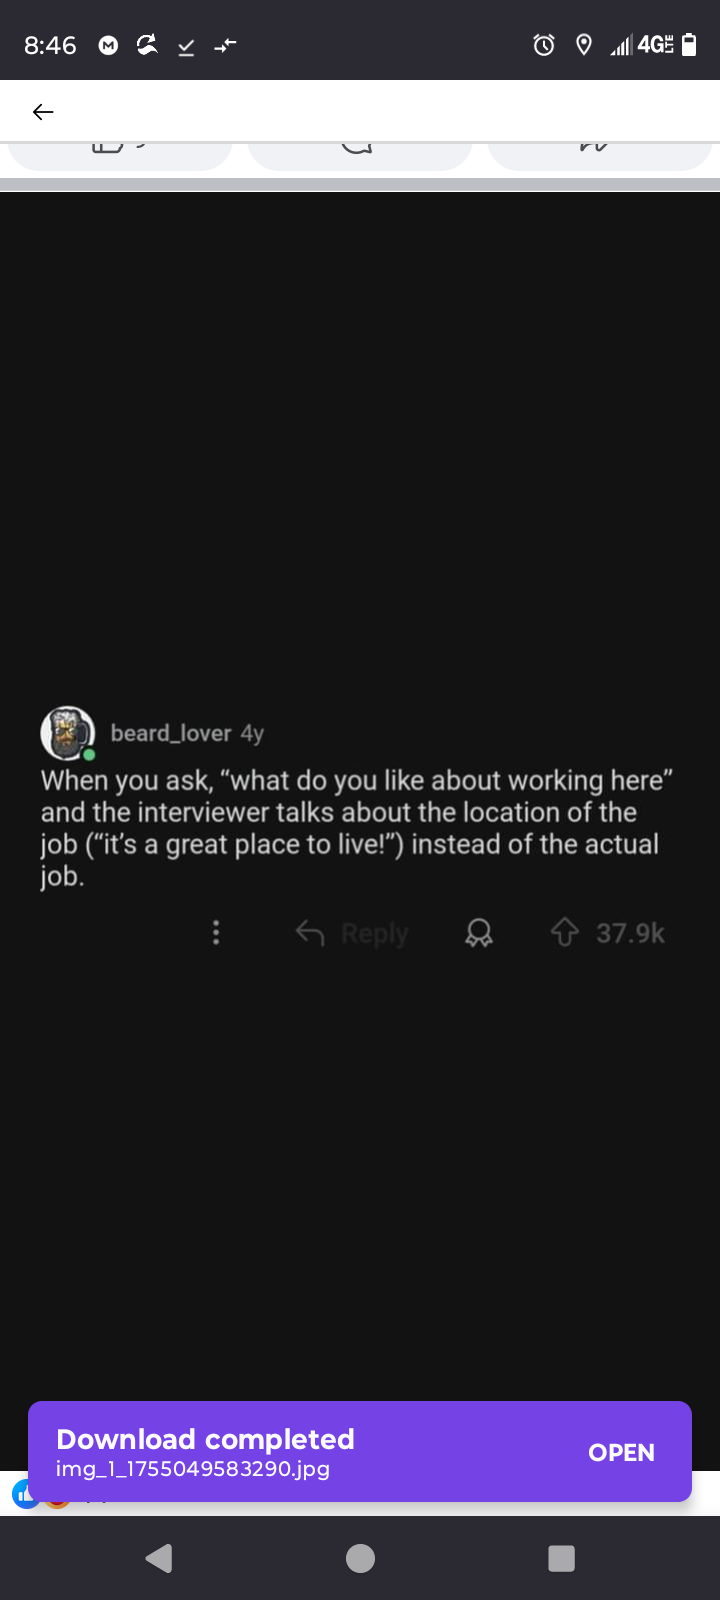 8:46
4G LTE
beard_lover 4y
When you ask, “what do you like about working here”
and the interviewer talks about the location of the
job (“it’s a great place to live!”) instead of the actual
job.
Reply
37.9k
Download completed
img_1_1755049583290.jpg
OPEN